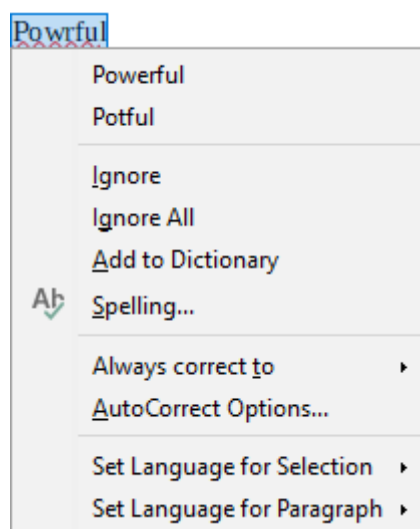 Powrful
Powerful
Potful
Ignore
Ignore All
Add to Dictionary
Spelling...
Always correct to
AutoCorrect Options...
Set Language for Selection
Set Language for Paragraph